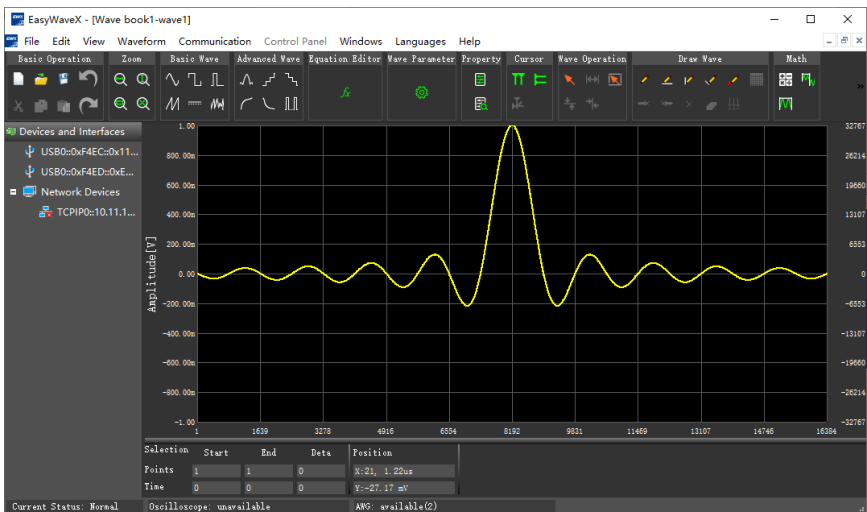 EasyWaveX - [Wave book1-wave1]
File Edit View Waveform Communication Control Panel Windows Languages Help
Basic Operation Zoom Basic Wave Advanced Wave Equation Editor Wave Parameter Property Cursor Wave Operation Draw Wave Math
fx
Devices and Interfaces
USB0::0xF4EC::0x11...
USB0::0xF4ED::0xE...
Network Devices
TCPIP0::10.11.1...
Amplitude[V]
1.00 32767
800.00m 26214
600.00m 19660
400.00m 13107
200.00m 6553
0.00 0
-200.00m -6553
-400.00m -13107
-600.00m -19660
-800.00m -26214
-1.00 -32767
1 1639 3278 4916 6554 8192 9831 11469 13107 14746 16384
Selection Start End Deta Position
Points 1 1 0 X:21, 1.22us
Time 0 0 0 Y:-27.17 mV
Current Status: Normal Oscilloscope: unavailable AWG: available(2)